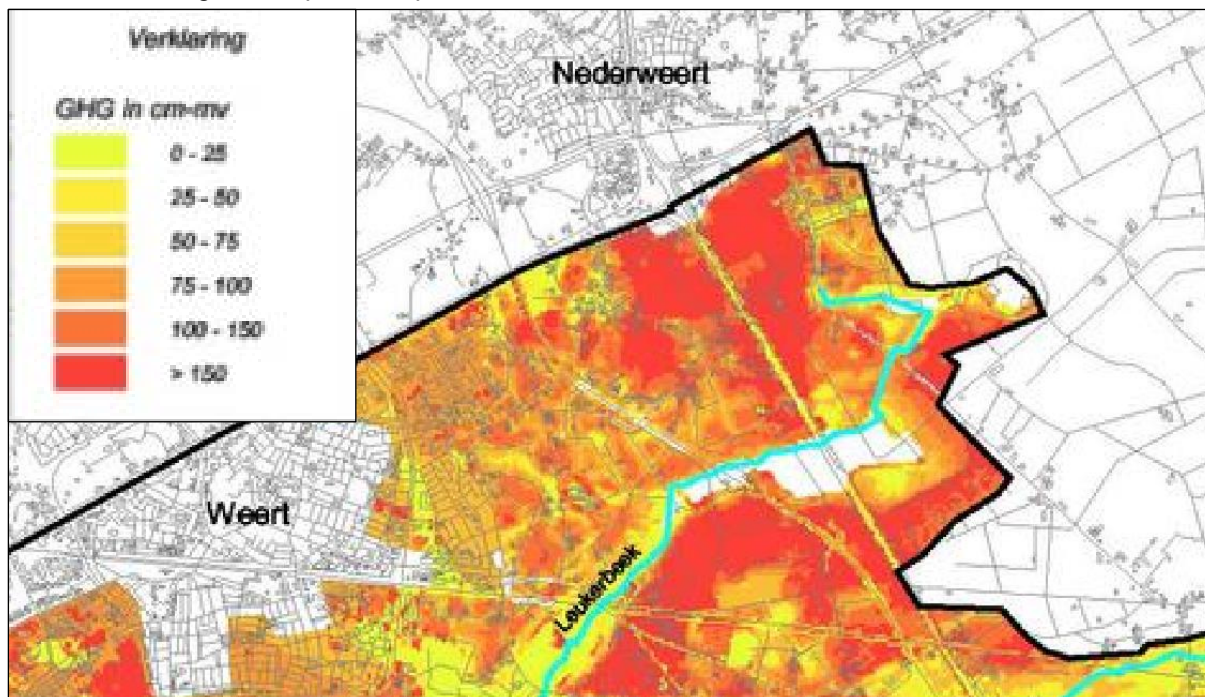 Verklaring
GHG in cm-mv
0 - 25
25 - 50
50 - 75
75 - 100
100 - 150
> 150
Nederweert
Weert
Leukerbeek